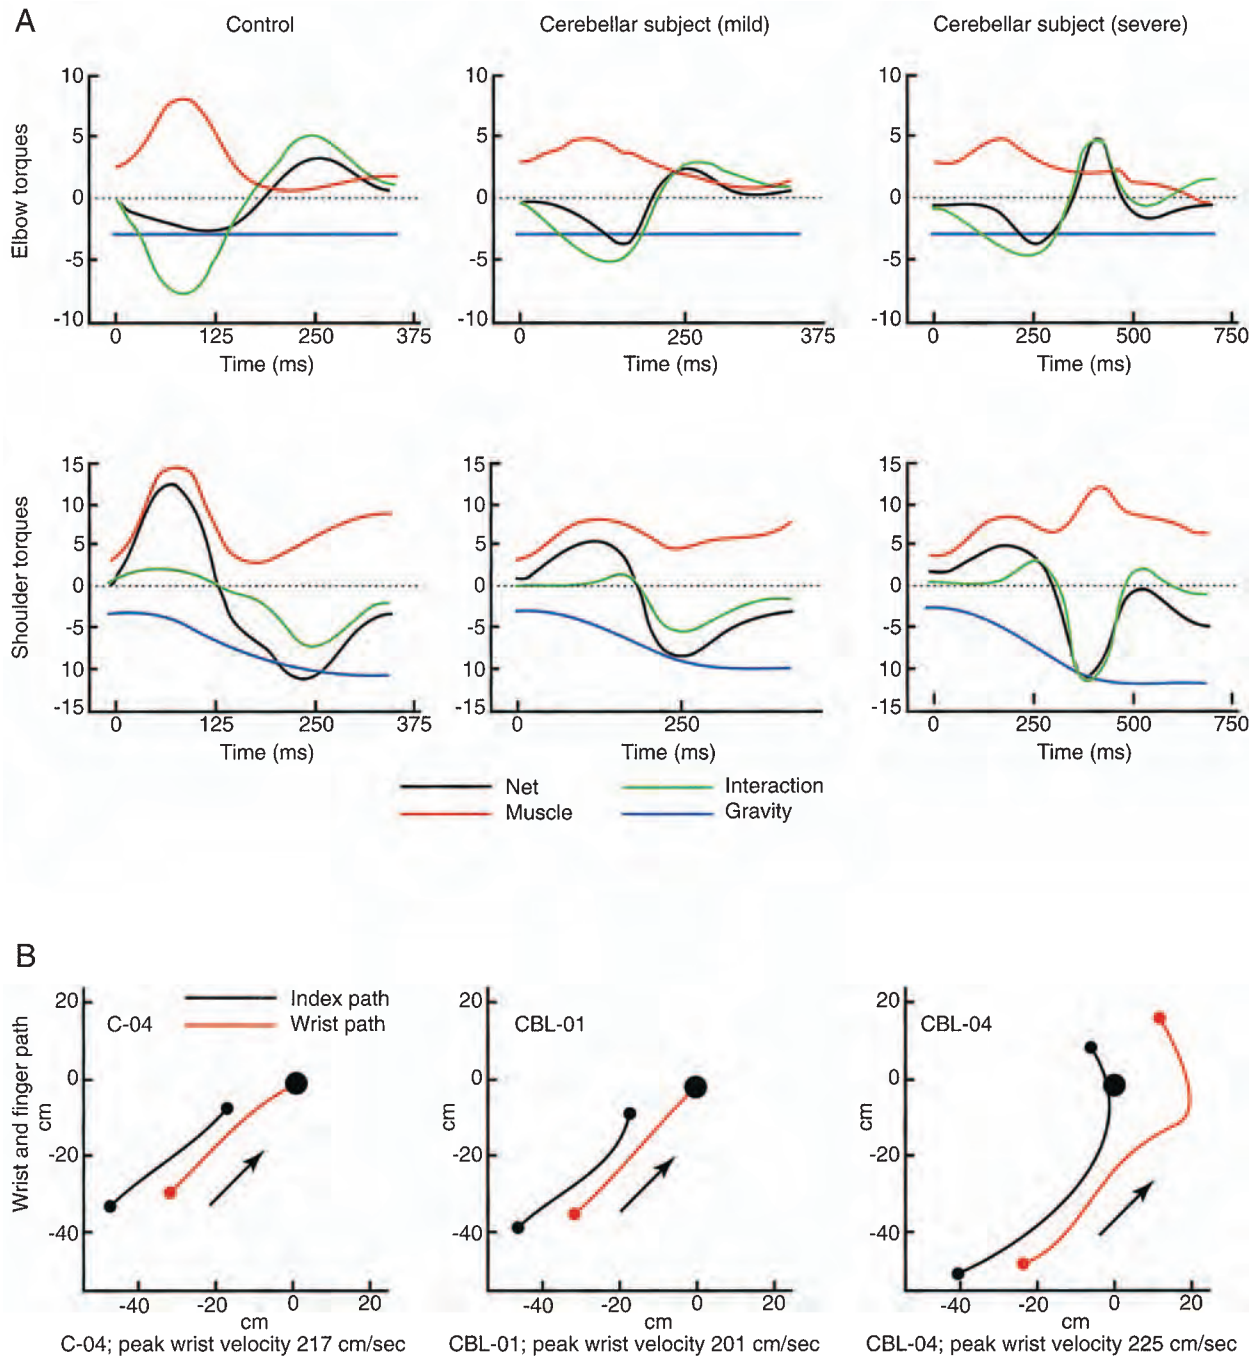 A
Control
Cerebellar subject (mild)
Cerebellar subject (severe)
Elbow torques
10
5
0
-5
-10
0
125
250
375
Time (ms)
10
5
0
-5
-10
0
250
375
Time (ms)
10
5
0
-5
-10
0
250
500
750
Time (ms)
Shoulder torques
15
10
5
0
-5
10
-15
0
125
250
375
Time (ms)
15
10
5
0
-5
10
-15
0
250
Time (ms)
15
10
5
0
-5
10
-15
0
250
500
750
Time (ms)
Net
Interaction
Muscle
Gravity
B
Wrist and finger path
20
0
-20
-40
cm
C-04
Index path
Wrist path
-40
-20
0
20
cm
C-04; peak wrist velocity 217 cm/sec
20
0
-20
-40
cm
CBL-01
-40
-20
0
20
cm
CBL-01; peak wrist velocity 201 cm/sec
20
0
-20
-40
cm
CBL-04
-40
-20
0
20
cm
CBL-04; peak wrist velocity 225 cm/sec